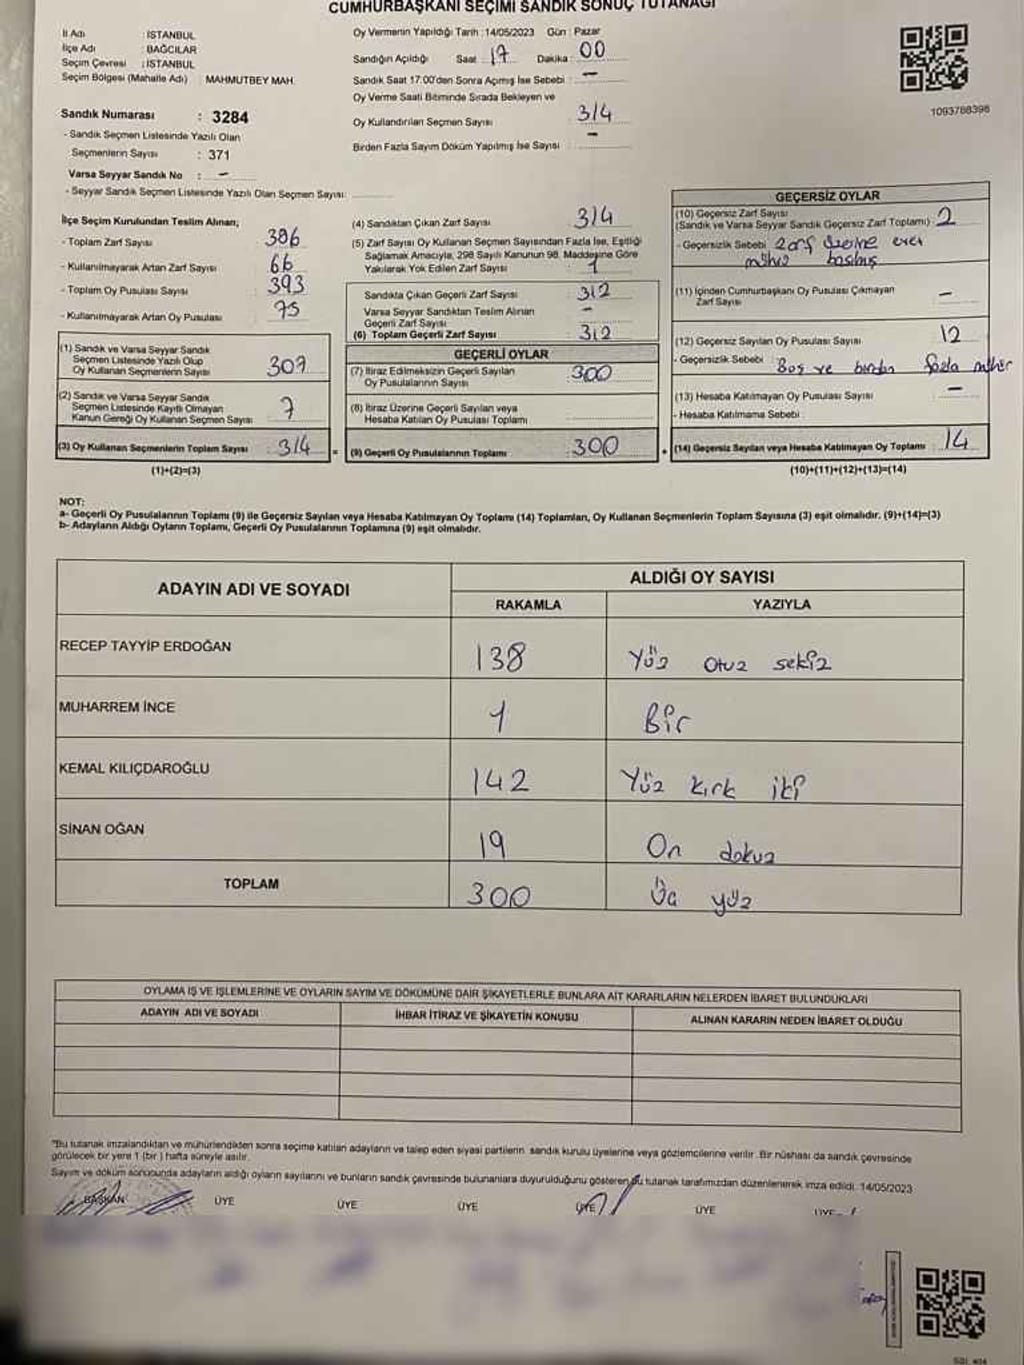 CUMHURBAŞKANI SEÇİMİ SANDIK SONUÇ TUTANAĞI
İl Adı : İSTANBUL
İlçe Adı : BAĞCILAR
Seçim Çevresi : İSTANBUL
Seçim Bölgesi (Mahalle Adı) : MAHMUTBEY MAH.
Sandık Numarası : 3284
- Sandık Seçmen Listesinde Yazılı Olan
Seçmenlerin Sayısı : 371
Varsa Seyyar Sandık No : -
- Seyyar Sandık Seçmen Listesinde Yazılı Olan Seçmen Sayısı:
Oy Vermenin Yapıldığı Tarih : 14/05/2023 Gün : Pazar
Sandığın Açıldığı Saat 17 Dakika : 00
Sandık Saat 17:00'den Sonra Açılmış İse Sebebi : -
Oy Verme Saati Bitiminde Sırada Bekleyen ve
Oy Kullandırılan Seçmen Sayısı : 314
Birden Fazla Sayım Döküm Yapılmış İse Sayısı : -
1093788398
İlçe Seçim Kurulundan Teslim Alınan;
- Toplam Zarf Sayısı 386
- Kullanılmayarak Artan Zarf Sayısı 66
- Toplam Oy Pusulası Sayısı 393
- Kullanılmayarak Artan Oy Pusulası 75
(1) Sandık ve Varsa Seyyar Sandık
Seçmen Listesinde Yazılı Olup
Oy Kullanan Seçmenlerin Sayısı 307
(2) Sandık ve Varsa Seyyar Sandık
Seçmen Listesinde Kayıtlı Olmayan
Kanun Gereği Oy Kullanan Seçmen Sayısı 7
(3) Oy Kullanan Seçmenlerin Toplam Sayısı 314 =
(1)+(2)=(3)
(4) Sandıktan Çıkan Zarf Sayısı 314
(5) Zarf Sayısı Oy Kullanan Seçmen Sayısından Fazla İse, Eşitliği
Sağlamak Amacıyla, 298 Sayılı Kanunun 98. Maddesine Göre
Yakılarak Yok Edilen Zarf Sayısı
Sandıkta Çıkan Geçerli Zarf Sayısı 312
Varsa Seyyar Sandıktan Teslim Alınan
Geçerli Zarf Sayısı -
(6) Toplam Geçerli Zarf Sayısı : 312
GEÇERLİ OYLAR
(7) İtiraz Edilmeksizin Geçerli Sayılan
Oy Pusulalarının Sayısı 300
(8) İtiraz Üzerine Geçerli Sayılan veya
Hesaba Katılan Oy Pusulası Toplamı
(9) Geçerli Oy Pusulalarının Toplamı : 300 +
GEÇERSİZ OYLAR
(10) Geçersiz Zarf Sayısı
(Sandık ve Varsa Seyyar Sandık Geçersiz Zarf Toplamı) : 2
- Geçersizlik Sebebi : zarf üzerine evet
mühür basılmış
(11) İçinden Cumhurbaşkanı Oy Pusulası Çıkmayan
Zarf Sayısı -
(12) Geçersiz Sayılan Oy Pusulası Sayısı 12
- Geçersizlik Sebebi : Boş ve birden fazla mühür
(13) Hesaba Katılmayan Oy Pusulası Sayısı -
- Hesaba Katılmama Sebebi :
(14) Geçersiz Sayılan veya Hesaba Katılmayan Oy Toplamı : 14
(10)+(11)+(12)+(13)=(14)
NOT:
a- Geçerli Oy Pusulalarının Toplamı (9) ile Geçersiz Sayılan veya Hesaba Katılmayan Oy Toplamı (14) Toplamları, Oy Kullanan Seçmenlerin Toplam Sayısına (3) eşit olmalıdır. (9)+(14)=(3)
b- Adayların Aldığı Oyların Toplamı, Geçerli Oy Pusulalarının Toplamına (9) eşit olmalıdır.
ADAYIN ADI VE SOYADI
ALDIĞI OY SAYISI
RAKAMLA YAZIYLA
RECEP TAYYİP ERDOĞAN 138 Yüz otuz sekiz
MUHARREM İNCE 1 Bir
KEMAL KILIÇDAROĞLU 142 Yüz kırk iki
SİNAN OĞAN 19 On dokuz
TOPLAM 300 Üç yüz
OYLAMA İŞ VE İŞLEMLERİNE VE OYLARIN SAYIM VE DÖKÜMÜNE DAİR ŞİKAYETLERLE BUNLARA AİT KARARLARIN NELERDEN İBARET BULUNDUKLARI
ADAYIN ADI VE SOYADI İHBAR İTİRAZ VE ŞİKAYETİN KONUSU ALINAN KARARIN NEDEN İBARET OLDUĞU
"Bu tutanak imzalandıktan ve mühürlendikten sonra seçime katılan adayların ve talep eden siyasi partilerin sandık kurulu üyelerine veya gözlemcilerine verilir. Bir nüshası da sandık çevresinde
görülecek bir yere 1 (bir) hafta süreyle asılır.
Sayım ve döküm sonucunda adayların aldığı oyların sayılarını ve bunların sandık çevresinde bulunanlara duyurulduğunu gösteren bu tutanak tarafımızdan düzenlenerek imza edildi. 14/05/2023
BAŞKAN ÜYE ÜYE ÜYE ÜYE ÜYE ÜYE